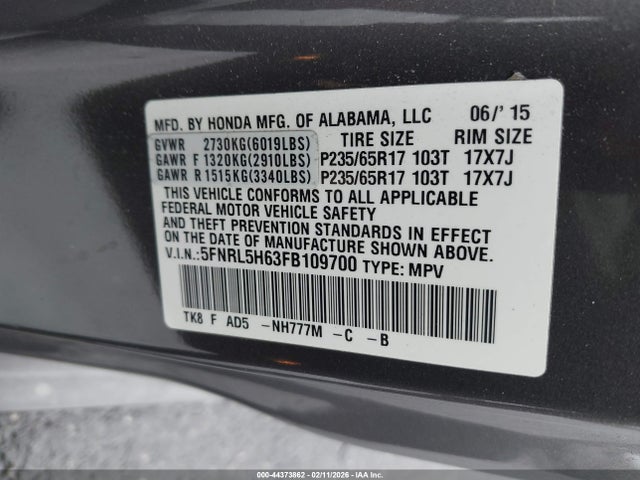 MFD. BY HONDA MFG. OF ALABAMA, LLC 06/' 15
GVWR 2730KG(6019LBS) TIRE SIZE RIM SIZE
GAWR F 1320KG(2910LBS) P235/65R17 103T 17X7J
GAWR R 1515KG(3340LBS) P235/65R17 103T 17X7J
THIS VEHICLE CONFORMS TO ALL APPLICABLE
FEDERAL MOTOR VEHICLE SAFETY
AND THEFT PREVENTION STANDARDS IN EFFECT
ON THE DATE OF MANUFACTURE SHOWN ABOVE.
V.I.N.:5FNRL5H63FB109700 TYPE: MPV
TK8 F AD5 -NH777M -C -B
000-44373862 - 02/11/2026 - IAA Inc.